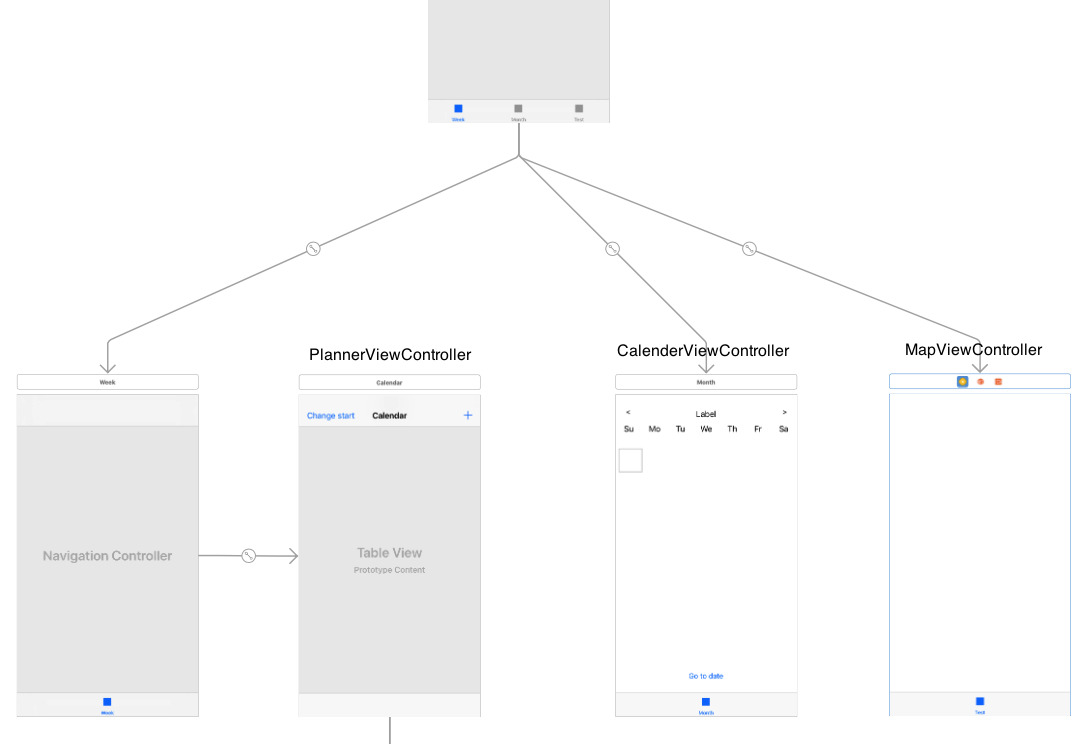 Week
Month
Test
PlannerViewController
CalenderViewController
MapViewController
Week
Calendar
Month
Change start
Calendar
+
<
Label
>
Su Mo Tu We Th Fr Sa
Navigation Controller
Table View
Prototype Content
Go to date
Week
Month
Test